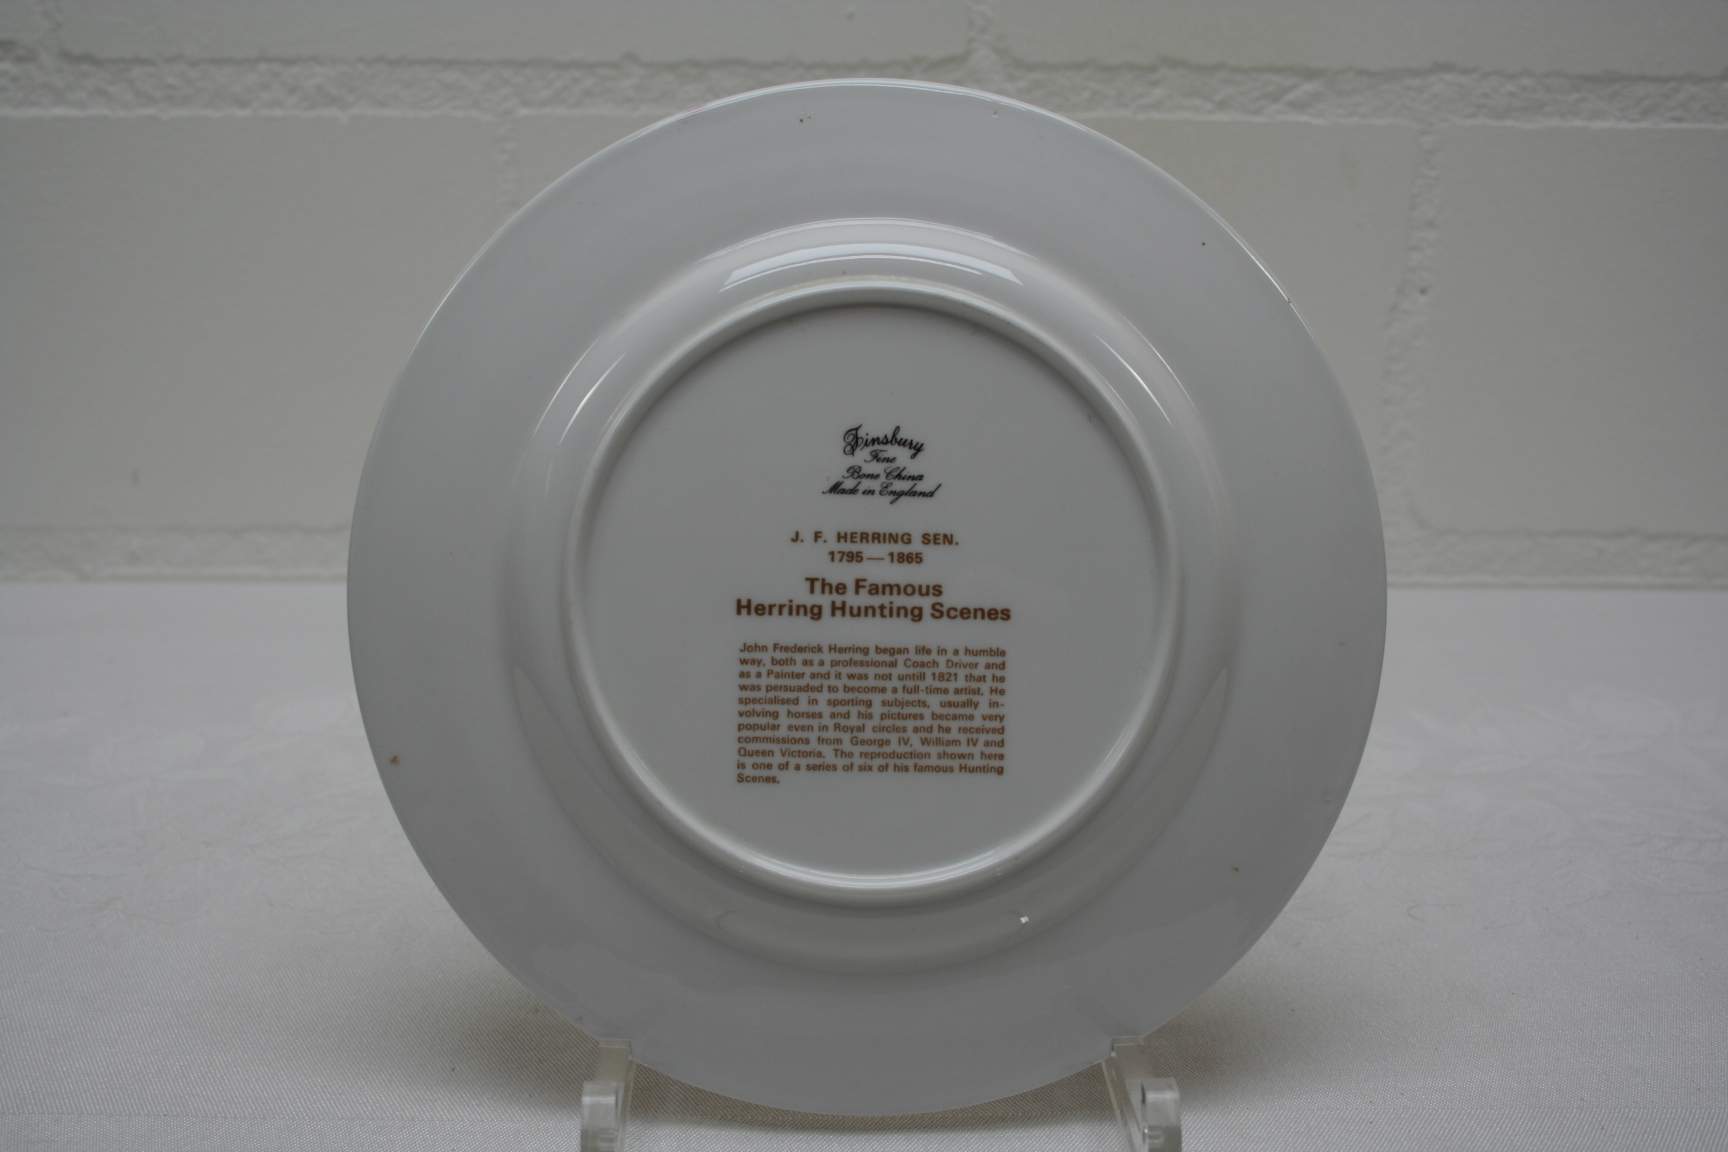 Finsbury
Fine
Bone China
Made in England
J. F. HERRING SEN.
1795—1865
The Famous
Herring Hunting Scenes
John Frederick Herring began life in a humble
way, both as a professional Coach Driver and
as a Painter and it was not untill 1821 that he
was persuaded to become a full-time artist. He
specialised in sporting subjects, usually in-
volving horses and his pictures became very
popular even in Royal circles and he received
commissions from George IV, William IV and
Queen Victoria. The reproduction shown here
is one of a series of six of his famous Hunting
Scenes.